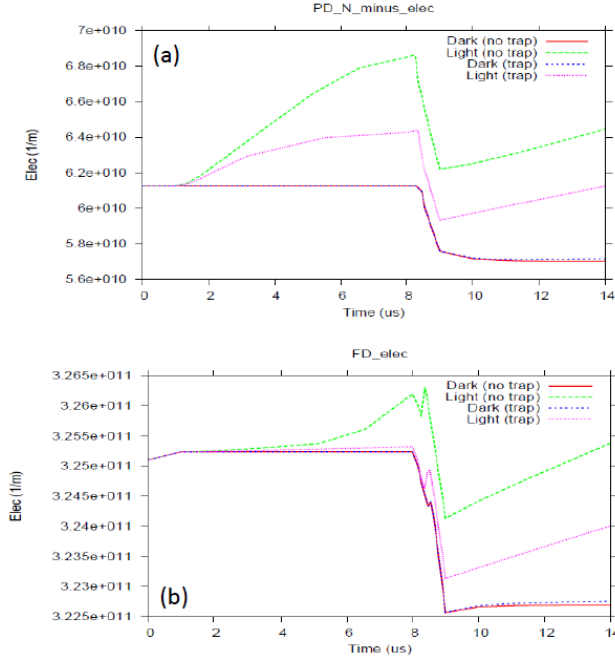 PD_N_minus_elec
(a)
Dark (no trap)
Light (no trap)
Dark (trap)
Light (trap)
7e+010
6.8e+010
6.6e+010
6.4e+010
6.2e+010
6e+010
5.8e+010
5.6e+010
Elec (1/m)
0 2 4 6 8 10 12 14
Time (us)
FD_elec
Dark (no trap)
Light (no trap)
Dark (trap)
Light (trap)
3.265e+011
3.26e+011
3.255e+011
3.25e+011
3.245e+011
3.24e+011
3.235e+011
3.23e+011
3.225e+011
Elec (1/m)
(b)
0 2 4 6 8 10 12 14
Time (us)